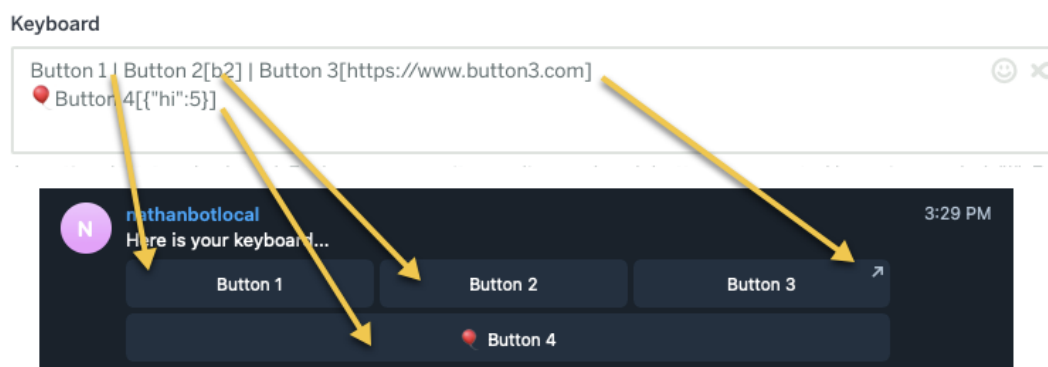 Keyboard
Button 1 | Button 2[b2] | Button 3[https://www.button3.com]
🎈Button 4[{"hi":5}]
N
nathanbotlocal
3:29 PM
Here is your keyboard...
Button 1
Button 2
Button 3
🎈 Button 4